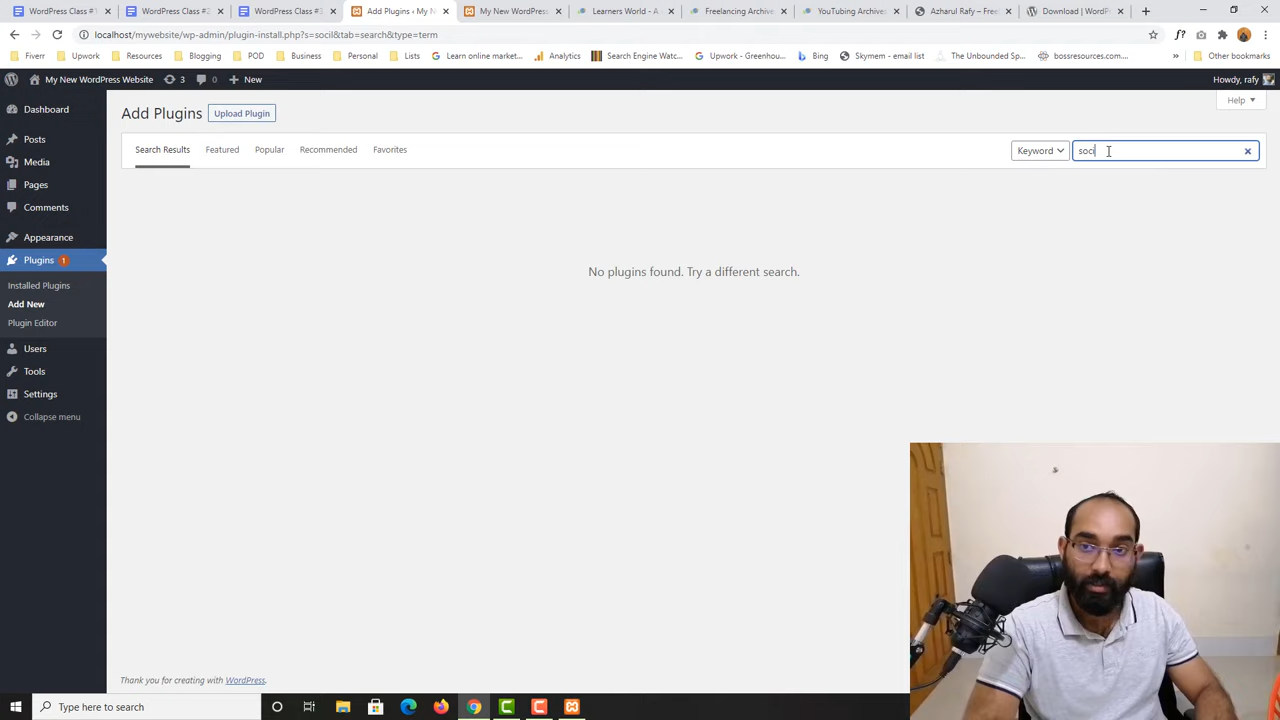 WordPress Class #1
WordPress Class #2
WordPress Class #3
Add Plugins ‹ My N
My New WordPress
Learners World – A
Freelancing Archive
YouTubing Archives
Azharul Rafy – Free
Download | WordPr
localhost/mywebsite/wp-admin/plugin-install.php?s=socil&tab=search&type=term
Fiverr
Upwork
Resources
Blogging
POD
Business
Personal
Lists
Learn online market...
Analytics
Search Engine Watc...
Upwork - Greenhou...
Bing
Skymem - email list
The Unbounded Sp...
bossresources.com...
»
Other bookmarks
My New WordPress Website
3
0
New
Howdy, rafy
Dashboard
Posts
Media
Pages
Comments
Appearance
Plugins 1
Installed Plugins
Add New
Plugin Editor
Users
Tools
Settings
Collapse menu
Help
Add Plugins
Upload Plugin
Search Results
Featured
Popular
Recommended
Favorites
Keyword
soci
No plugins found. Try a different search.
Thank you for creating with WordPress.
Type here to search